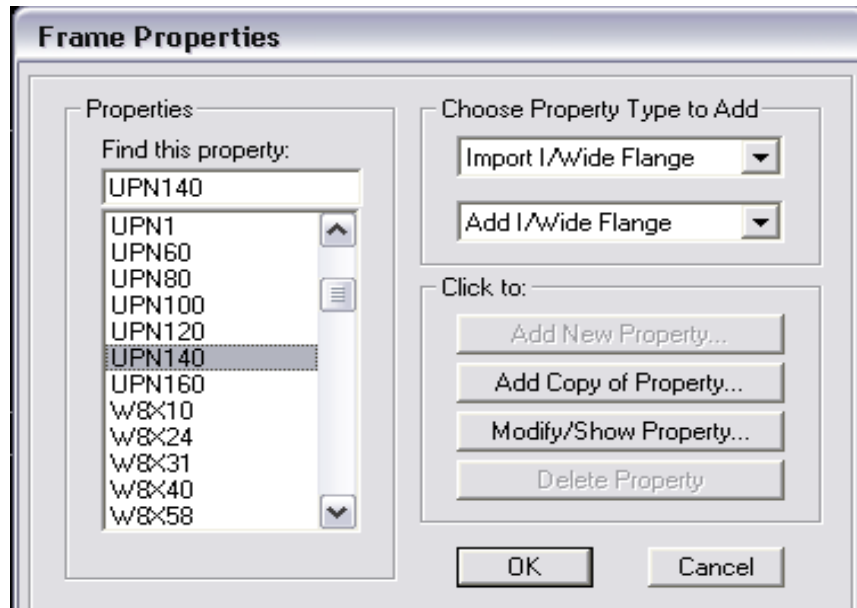 Frame Properties
Properties
Find this property:
UPN140
UPN1
UPN60
UPN80
UPN100
UPN120
UPN140
UPN160
W8X10
W8X24
W8X31
W8X40
W8X58
Choose Property Type to Add
Import I/Wide Flange
Add I/Wide Flange
Click to:
Add New Property...
Add Copy of Property...
Modify/Show Property...
Delete Property
OK
Cancel